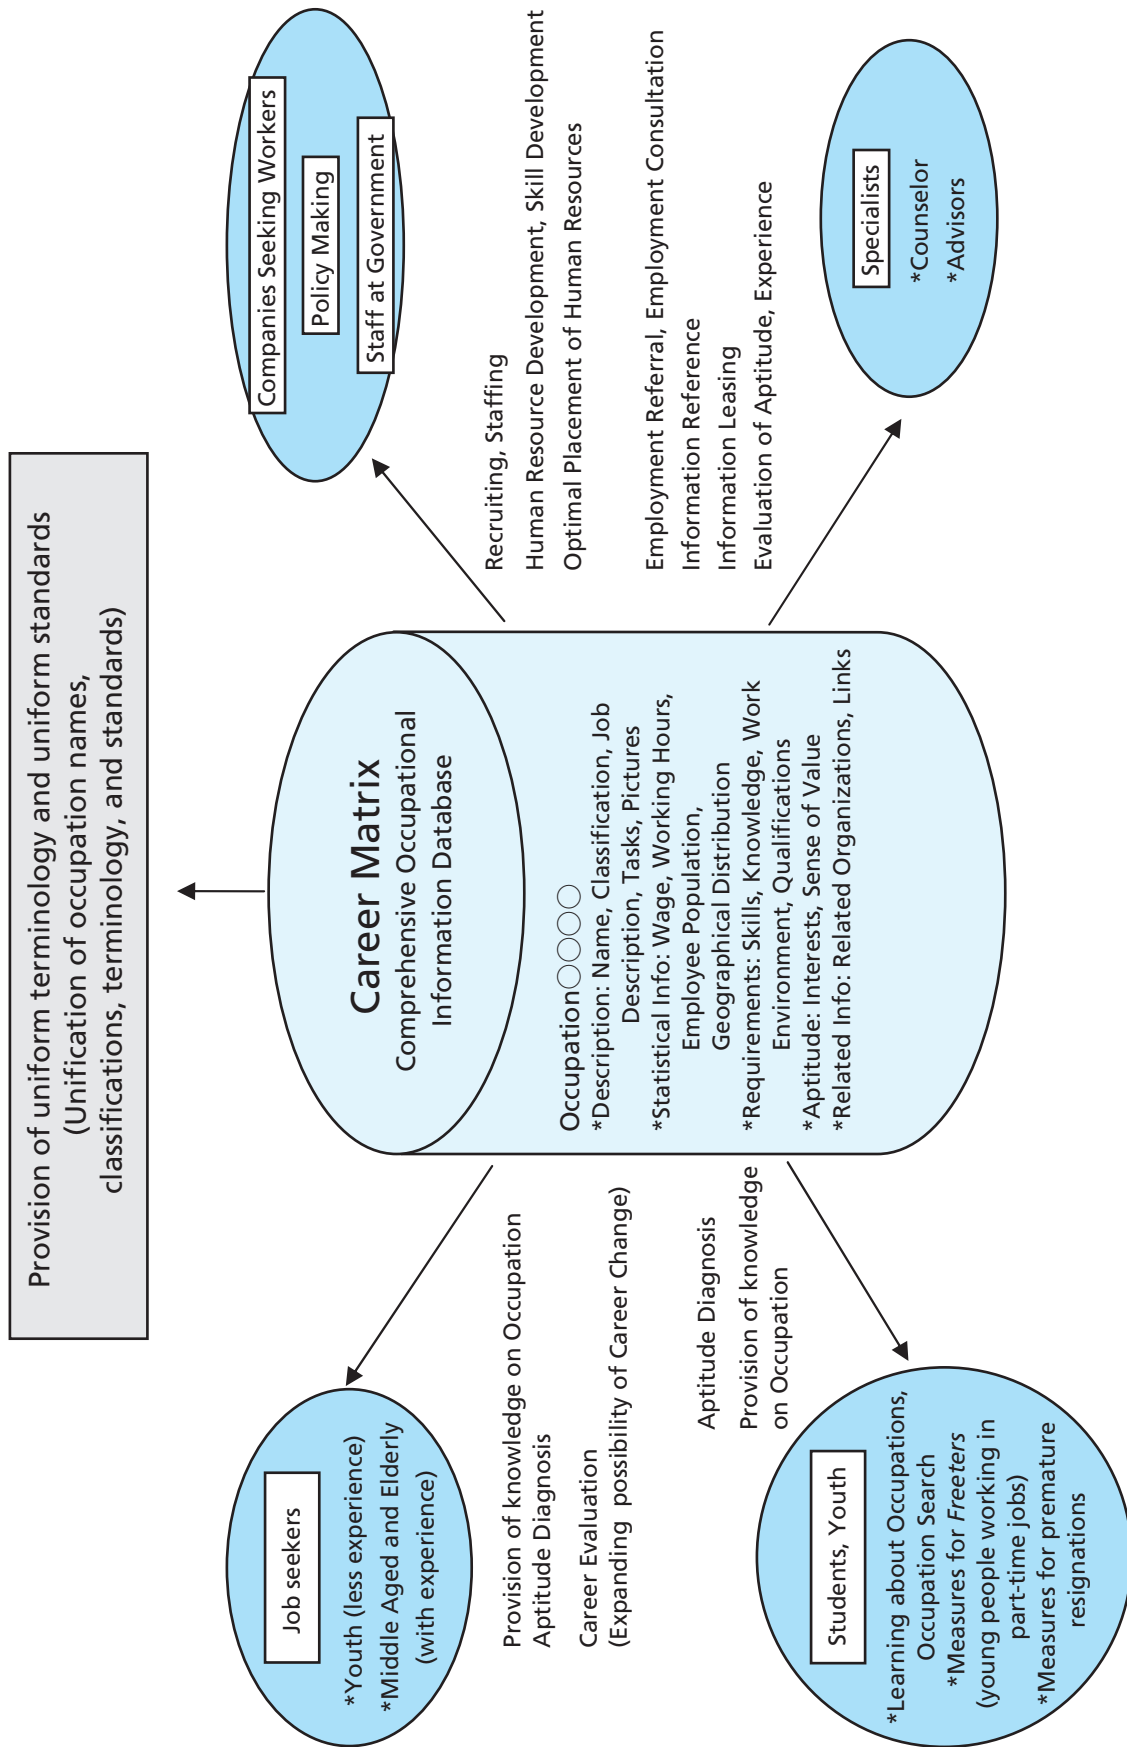 Provision of uniform terminology and uniform standards
(Unification of occupation names,
classifications, terminology, and standards)
Job seekers
*Youth (less experience)
*Middle Aged and Elderly
(with experience)
Provision of knowledge on Occupation
Aptitude Diagnosis
Career Evaluation
(Expanding possibility of Career Change)
Aptitude Diagnosis
Provision of knowledge
on Occupation
Students, Youth
*Learning about Occupations,
Occupation Search
*Measures for Freeters
(young people working in
part-time jobs)
*Measures for premature
resignations
Career Matrix
Comprehensive Occupational
Information Database
Occupation○○○○
*Description: Name, Classification, Job
Description, Tasks, Pictures
*Statistical Info: Wage, Working Hours,
Employee Population,
Geographical Distribution
*Requirements: Skills, Knowledge, Work
Environment, Qualifications
*Aptitude: Interests, Sense of Value
*Related Info: Related Organizations, Links
Companies Seeking Workers
Policy Making
Staff at Government
Recruiting, Staffing
Human Resource Development, Skill Development
Optimal Placement of Human Resources
Employment Referral, Employment Consultation
Information Reference
Information Leasing
Evaluation of Aptitude, Experience
Specialists
*Counselor
*Advisors